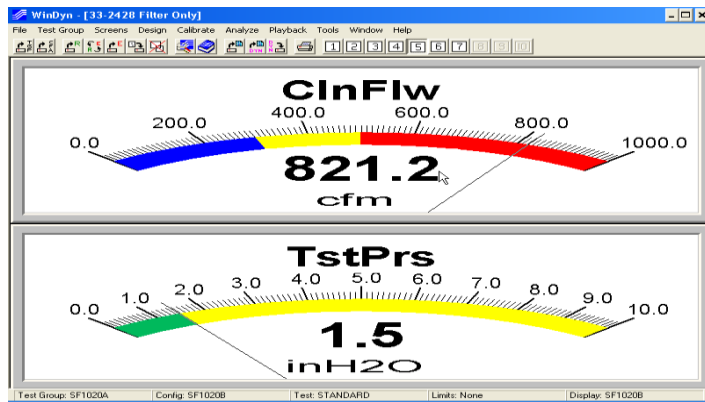 WinDyn - [33-2428 Filter Only]
File Test Group Screens Design Calibrate Analyze Playback Tools Window Help
1 2 3 4 5 6 7 8 9 10
ClnFlw
0.0 200.0 400.0 600.0 800.0 1000.0
821.2
cfm
TstPrs
0.0 1.0 2.0 3.0 4.0 5.0 6.0 7.0 8.0 9.0 10.0
1.5
inH2O
Test Group: SF1020A Config: SF1020B Test: STANDARD Limits: None Display: SF1020B